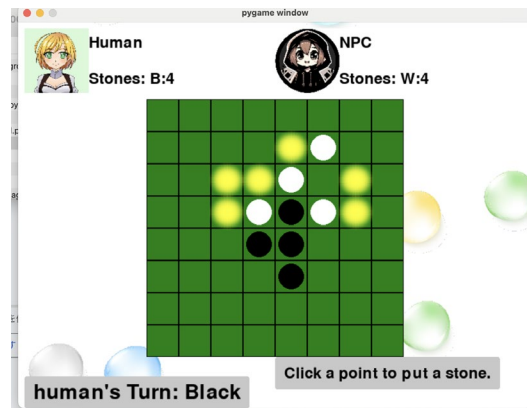 pygame window
Human
NPC
Stones: B:4
Stones: W:4
Click a point to put a stone.
human's Turn: Black